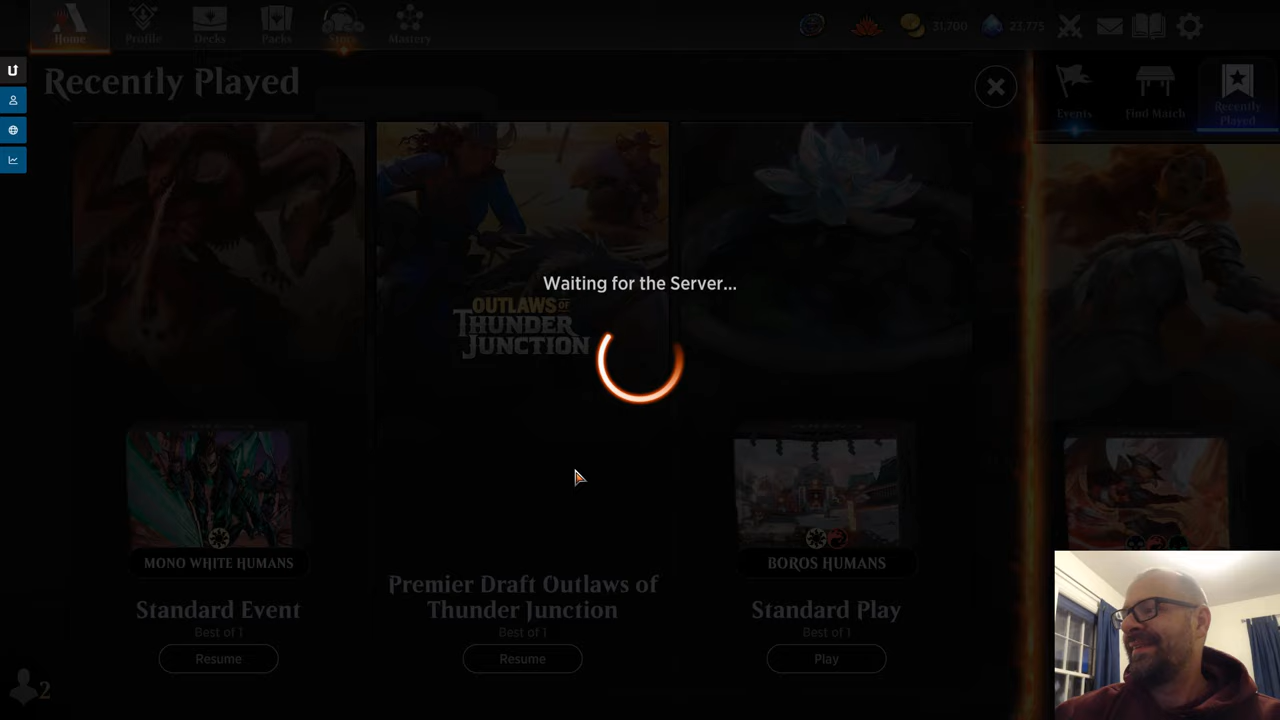 Home
Profile
Decks
Packs
Store
Mastery
31,700
23,775
Recently Played
Events
Find Match
Recently
Played
Waiting for the Server...
OUTLAWS OF
THUNDER
JUNCTION
MONO WHITE HUMANS
Standard Event
Best of 1
Resume
Premier Draft Outlaws of
Thunder Junction
Best of 1
Resume
BOROS HUMANS
Standard Play
Best of 1
Play
2